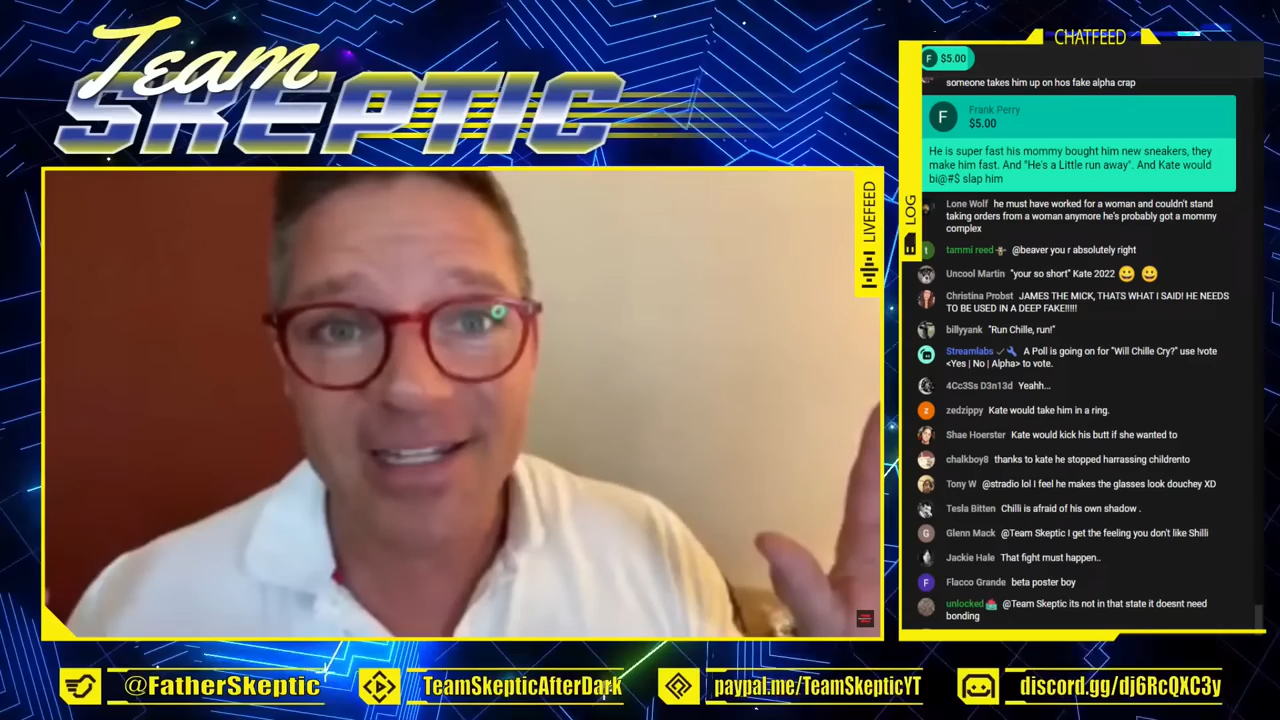 Team
SKEPTIC
LIVEFEED
CHATFEED
LOG
F $5.00
someone takes him up on hos fake alpha crap
F
Frank Perry
$5.00
He is super fast his mommy bought him new sneakers, they
make him fast. And "He's a Little run away". And Kate would
bi@#$ slap him
Lone Wolf he must have worked for a woman and couldn't stand
taking orders from a woman anymore he's probably got a mommy
complex
t tammi reed @beaver you r absolutely right
Uncool Martin "your so short" Kate 2022 😀 😀
Christina Probst JAMES THE MICK, THATS WHAT I SAID! HE NEEDS
TO BE USED IN A DEEP FAKE!!!!!
billyyank "Run Chille, run!"
Streamlabs A Poll is going on for "Will Chille Cry?" use !vote
<Yes | No | Alpha> to vote.
4Cc3Ss D3n13d Yeahh...
z zedzippy Kate would take him in a ring.
Shae Hoerster Kate would kick his butt if she wanted to
chalkboy8 thanks to kate he stopped harrassing childrento
Tony W @stradio lol I feel he makes the glasses look douchey XD
Tesla Bitten Chilli is afraid of his own shadow .
G Glenn Mack @Team Skeptic I get the feeling you don't like Shilli
Jackie Hale That fight must happen..
F Flacco Grande beta poster boy
unlocked @Team Skeptic its not in that state it doesnt need
bonding
@FatherSkeptic
TeamSkepticAfterDark
paypal.me/TeamSkepticYT
discord.gg/dj6RcQXC3y